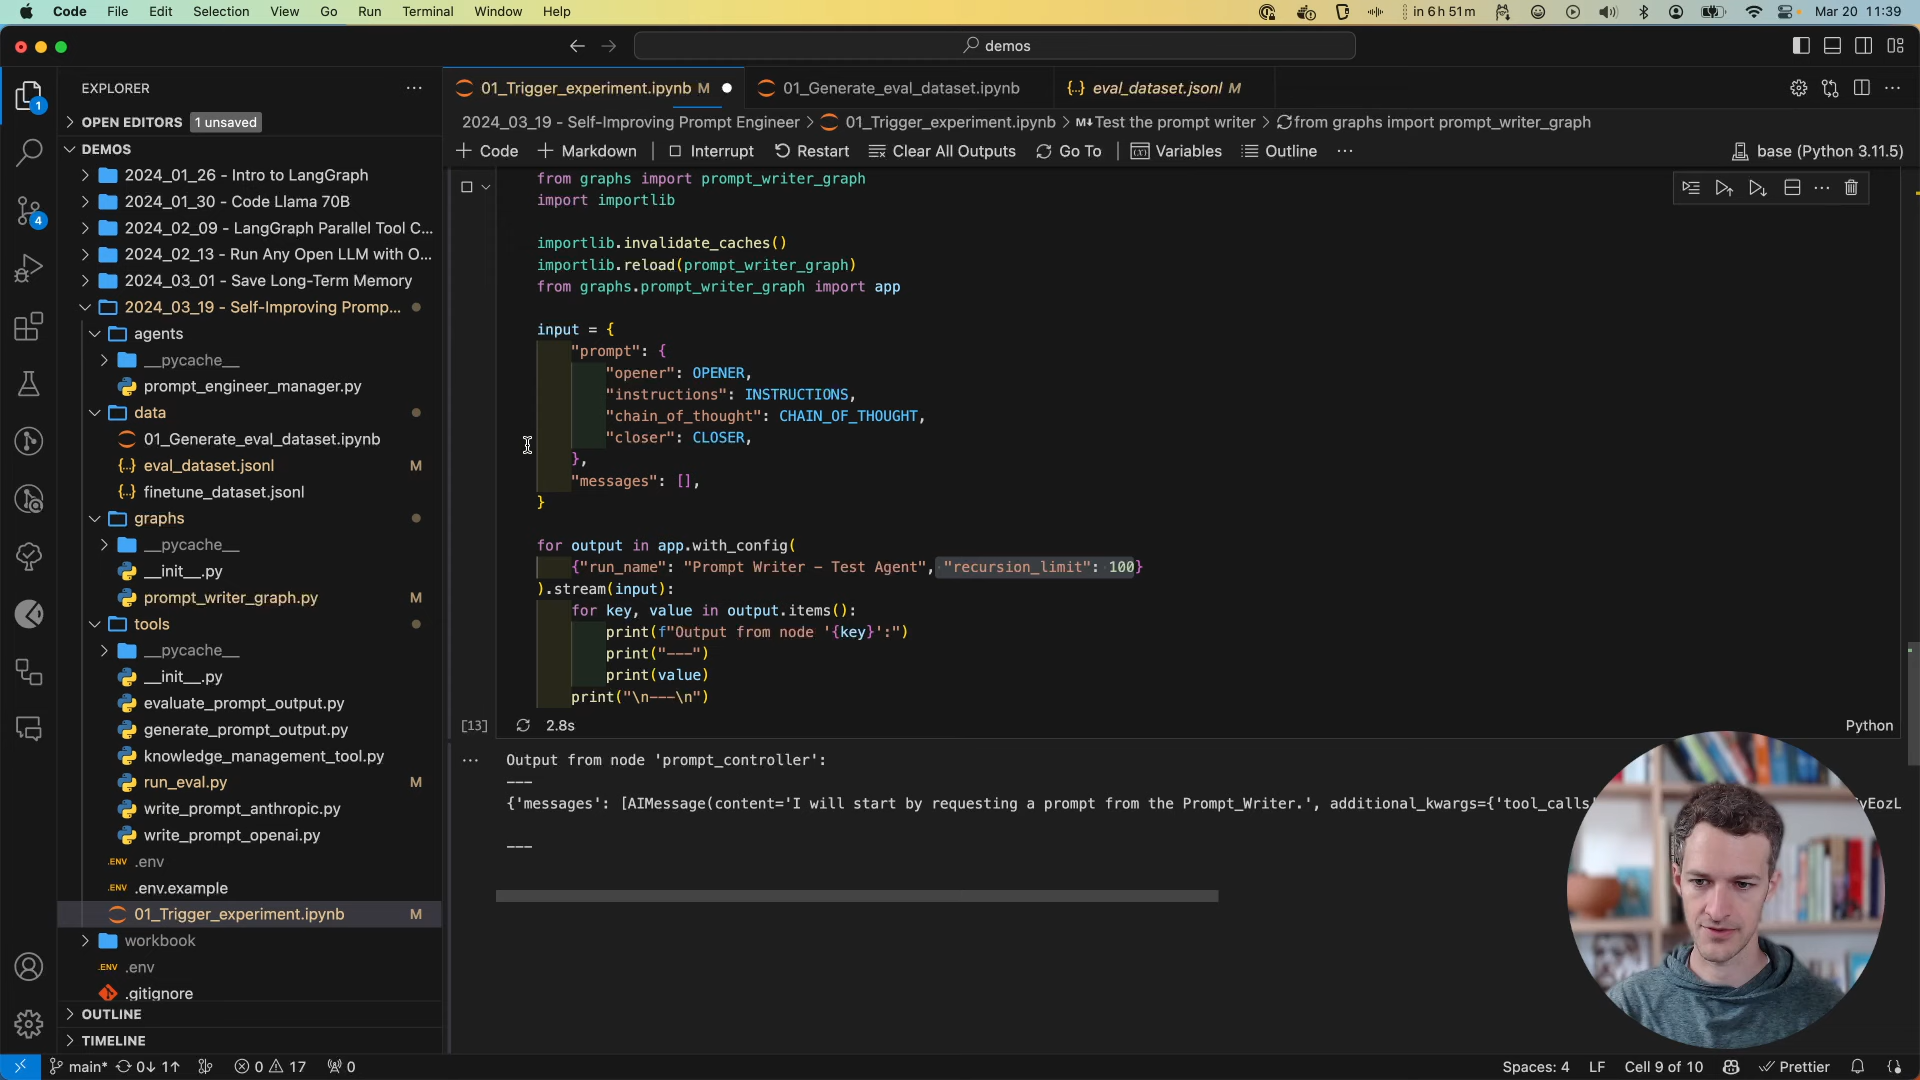 Code File Edit Selection View Go Run Terminal Window Help
in 6 h 51 m
Mar 20 11:39
demos
EXPLORER
OPEN EDITORS 1 unsaved
DEMOS
2024_01_26 - Intro to LangGraph
2024_01_30 - Code Llama 70B
2024_02_09 - LangGraph Parallel Tool C...
2024_02_13 - Run Any Open LLM with O...
2024_03_01 - Save Long-Term Memory
2024_03_19 - Self-Improving Promp...
agents
__pycache__
prompt_engineer_manager.py
data
01_Generate_eval_dataset.ipynb
{..} eval_dataset.jsonl M
{..} finetune_dataset.jsonl
graphs
__pycache__
__init__.py
prompt_writer_graph.py M
tools
__pycache__
__init__.py
evaluate_prompt_output.py
generate_prompt_output.py
knowledge_management_tool.py
run_eval.py M
write_prompt_anthropic.py
write_prompt_openai.py
.ENV .env
.ENV .env.example
01_Trigger_experiment.ipynb M
workbook
.ENV .env
.gitignore
OUTLINE
TIMELINE
1
4
01_Trigger_experiment.ipynb M
01_Generate_eval_dataset.ipynb
{..} eval_dataset.jsonl M
2024_03_19 - Self-Improving Prompt Engineer > 01_Trigger_experiment.ipynb > M↓Test the prompt writer > from graphs import prompt_writer_graph
+ Code + Markdown | Interrupt Restart Clear All Outputs Go To | Variables Outline ...
base (Python 3.11.5)
from graphs import prompt_writer_graph
import importlib
importlib.invalidate_caches()
importlib.reload(prompt_writer_graph)
from graphs.prompt_writer_graph import app
input = {
"prompt": {
"opener": OPENER,
"instructions": INSTRUCTIONS,
"chain_of_thought": CHAIN_OF_THOUGHT,
"closer": CLOSER,
},
"messages": [],
}
for output in app.with_config(
{"run_name": "Prompt Writer – Test Agent", "recursion_limit": 100}
).stream(input):
for key, value in output.items():
print(f"Output from node '{key}':")
print("---")
print(value)
print("\n---\n")
[13] 2.8s
Python
Output from node 'prompt_controller':
---
{'messages': [AIMessage(content='I will start by requesting a prompt from the Prompt_Writer.', additional_kwargs={'tool_calls'
yEozL
---
main* 0↓ 1↑ 0 17 0
Spaces: 4 LF Cell 9 of 10 Prettier